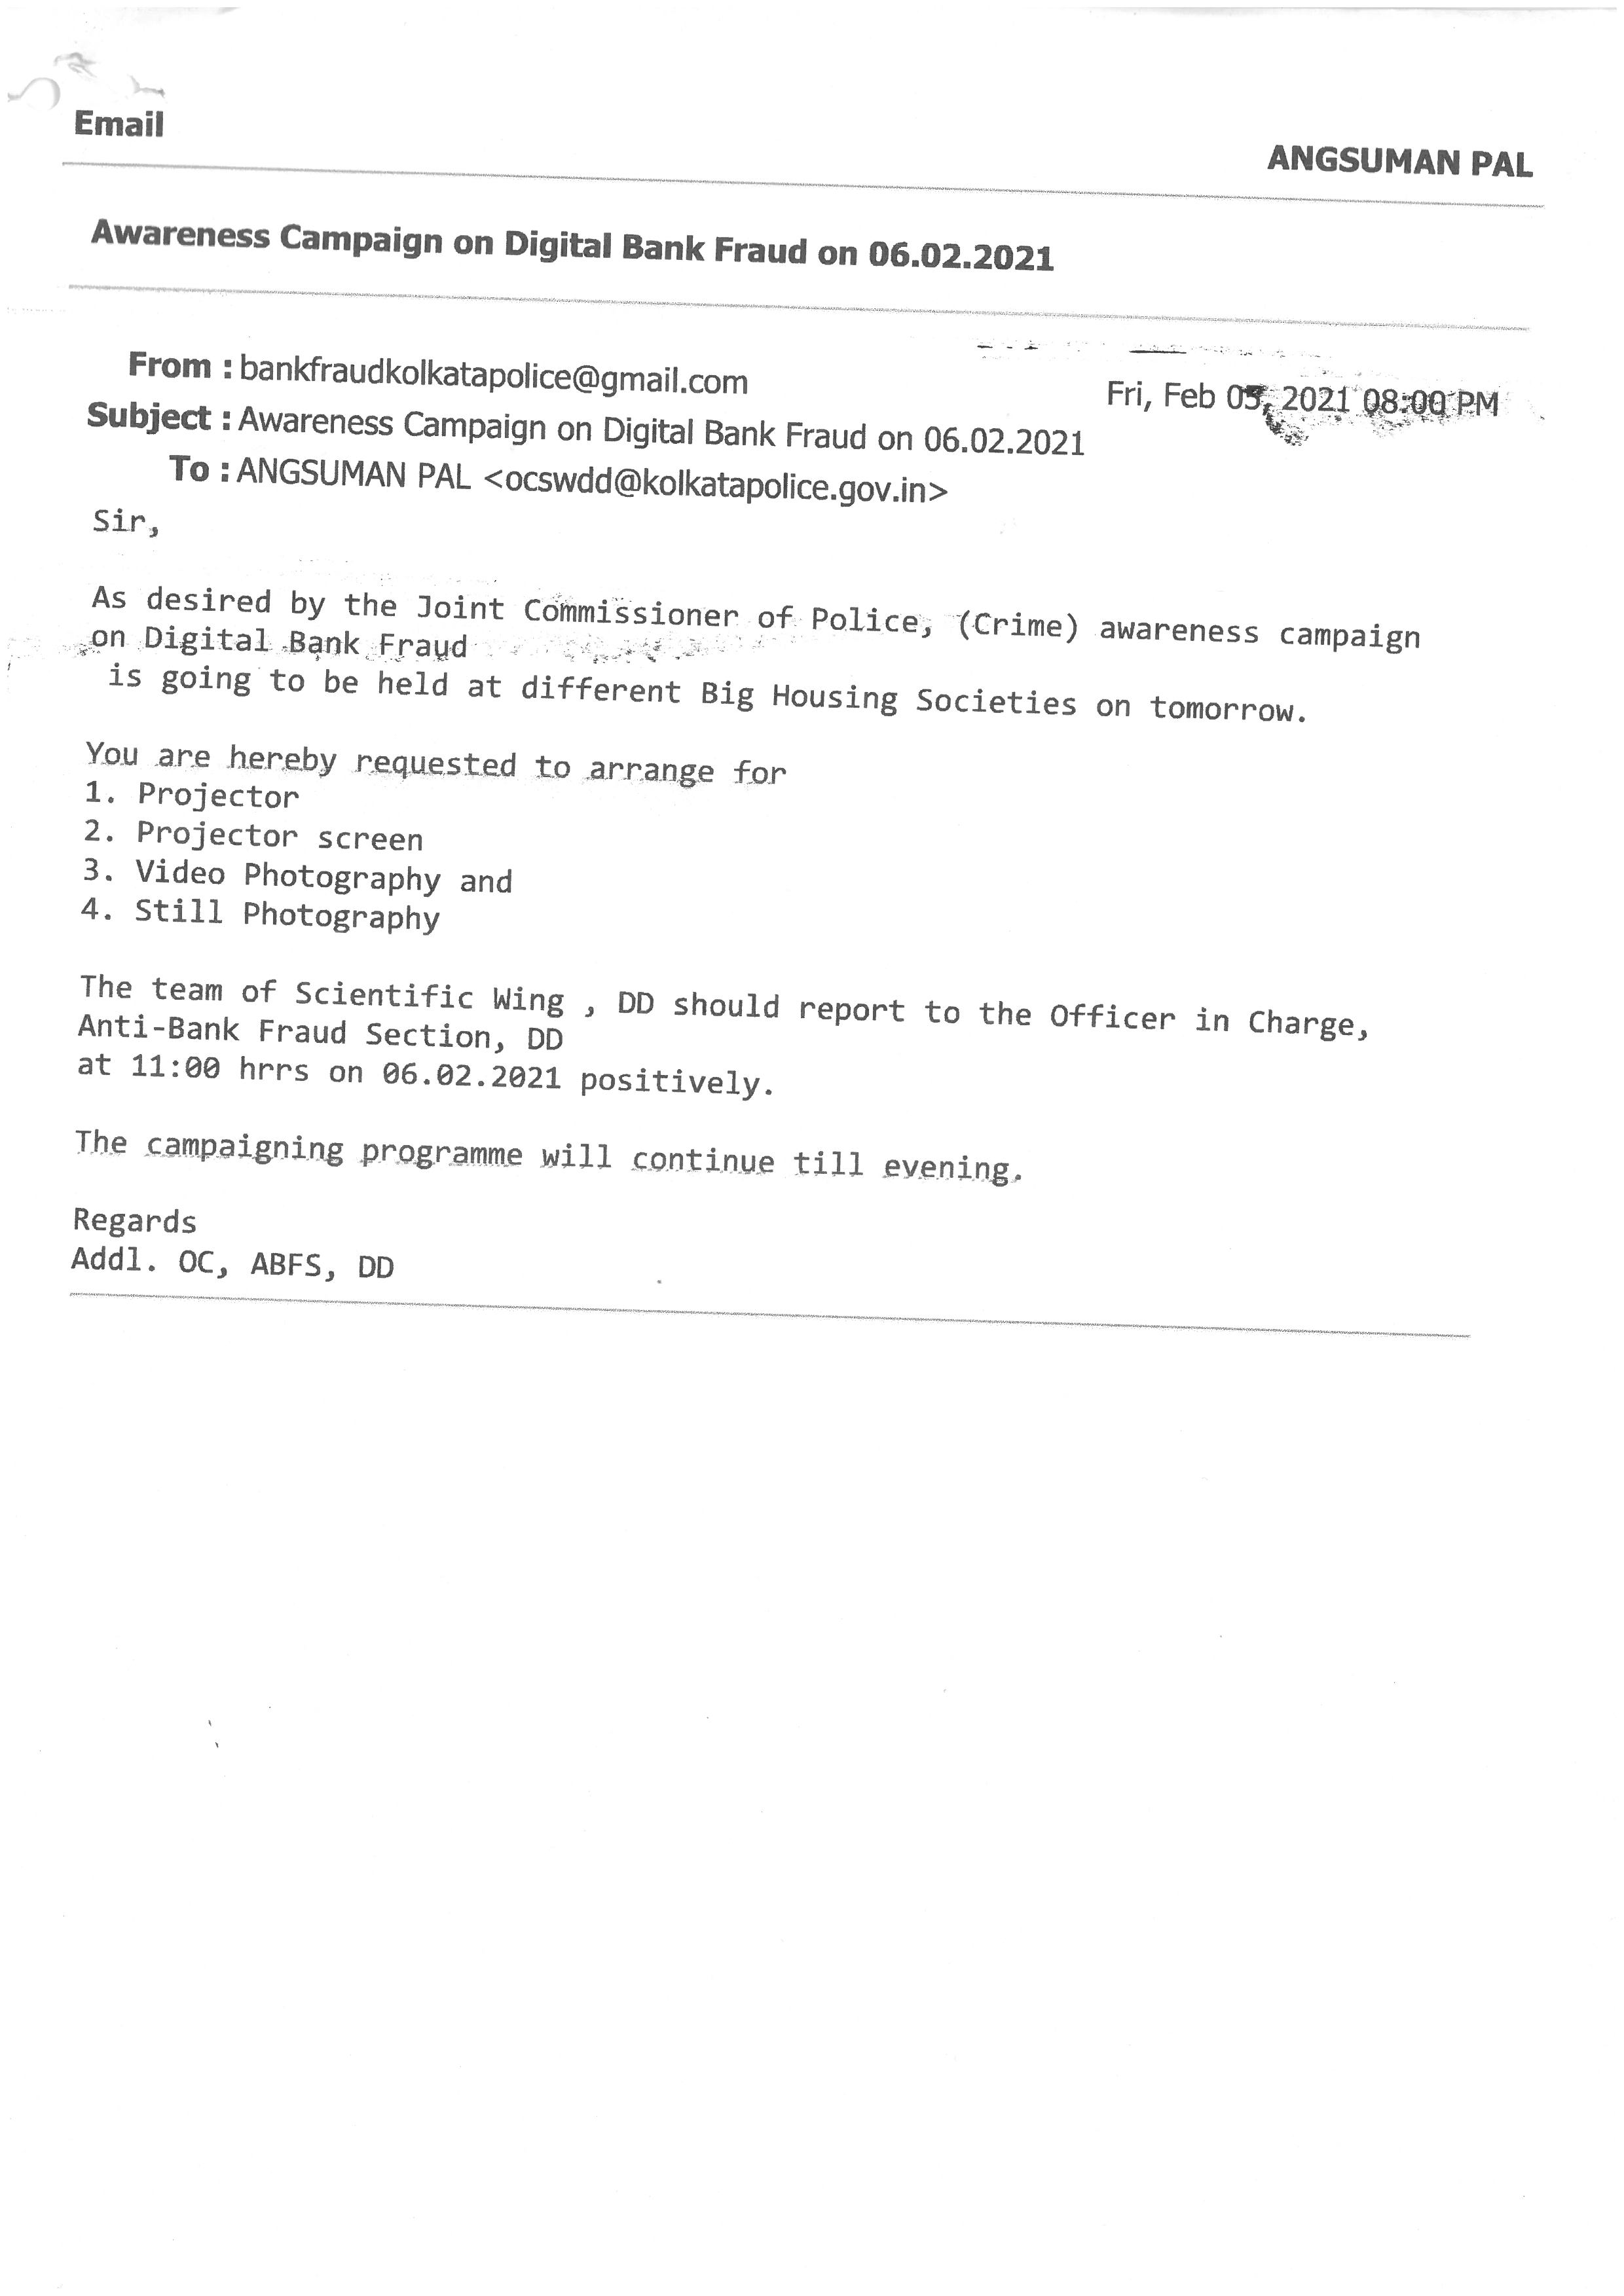 Email
ANGSUMAN PAL
Awareness Campaign on Digital Bank Fraud on 06.02.2021
From : bankfraudkolkatapolice@gmail.com
Fri, Feb 05, 2021 08:00 PM
Subject : Awareness Campaign on Digital Bank Fraud on 06.02.2021
To : ANGSUMAN PAL <ocswdd@kolkatapolice.gov.in>
Sir,
As desired by the Joint Commissioner of Police, (Crime) awareness campaign
on Digital Bank Fraud
is going to be held at different Big Housing Societies on tomorrow.
You are hereby requested to arrange for
1. Projector
2. Projector screen
3. Video Photography and
4. Still Photography
The team of Scientific Wing , DD should report to the Officer in Charge,
Anti-Bank Fraud Section, DD
at 11:00 hrrs on 06.02.2021 positively.
The campaigning programme will continue till evening.
Regards
Addl. OC, ABFS, DD